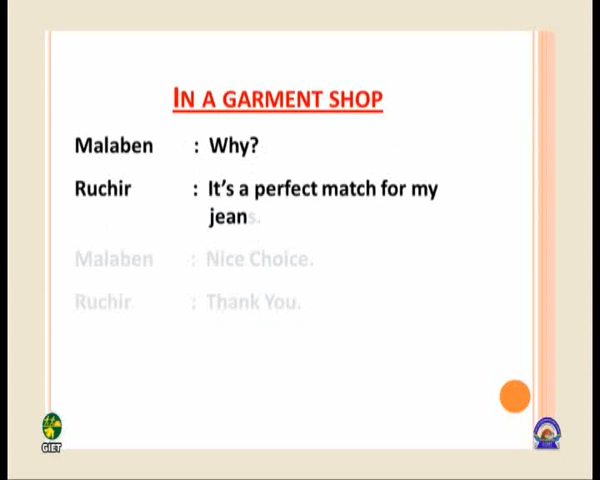 IN A GARMENT SHOP
Malaben : Why?
Ruchir : It's a perfect match for my
jeans.
Malaben : Nice Choice.
Ruchir : Thank You.
GIET